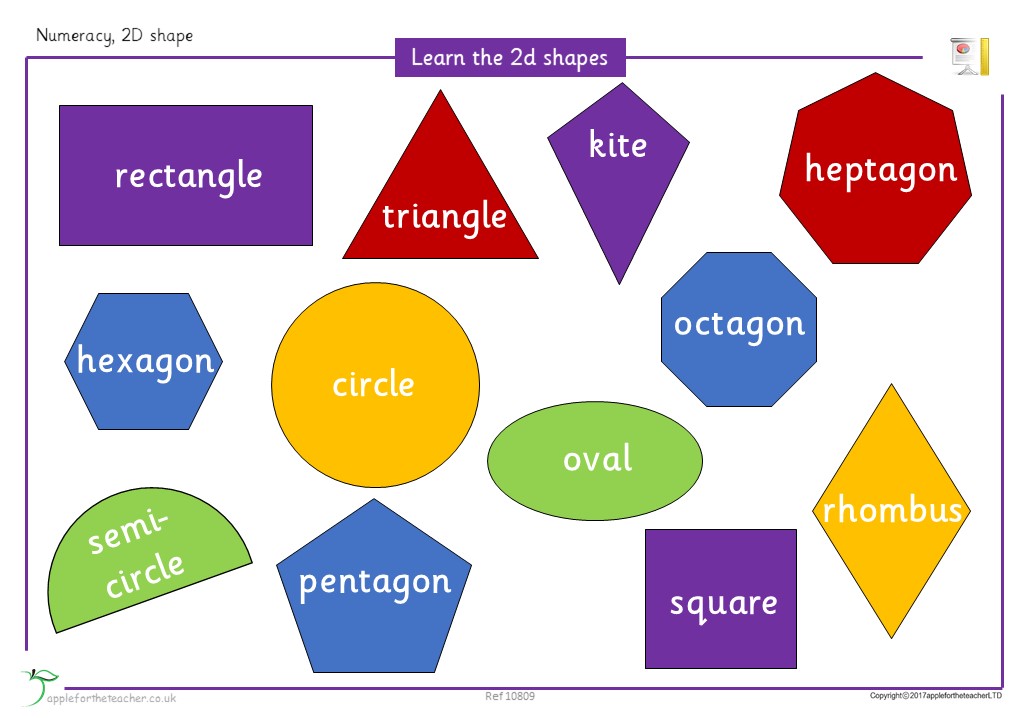 Numeracy, 2D shape
Learn the 2d shapes
rectangle
triangle
kite
heptagon
hexagon
circle
octagon
oval
rhombus
semi-
circle
pentagon
square
applefortheteacher.co.uk
Ref 10809
Copyright©2017applefortheteacherLTD